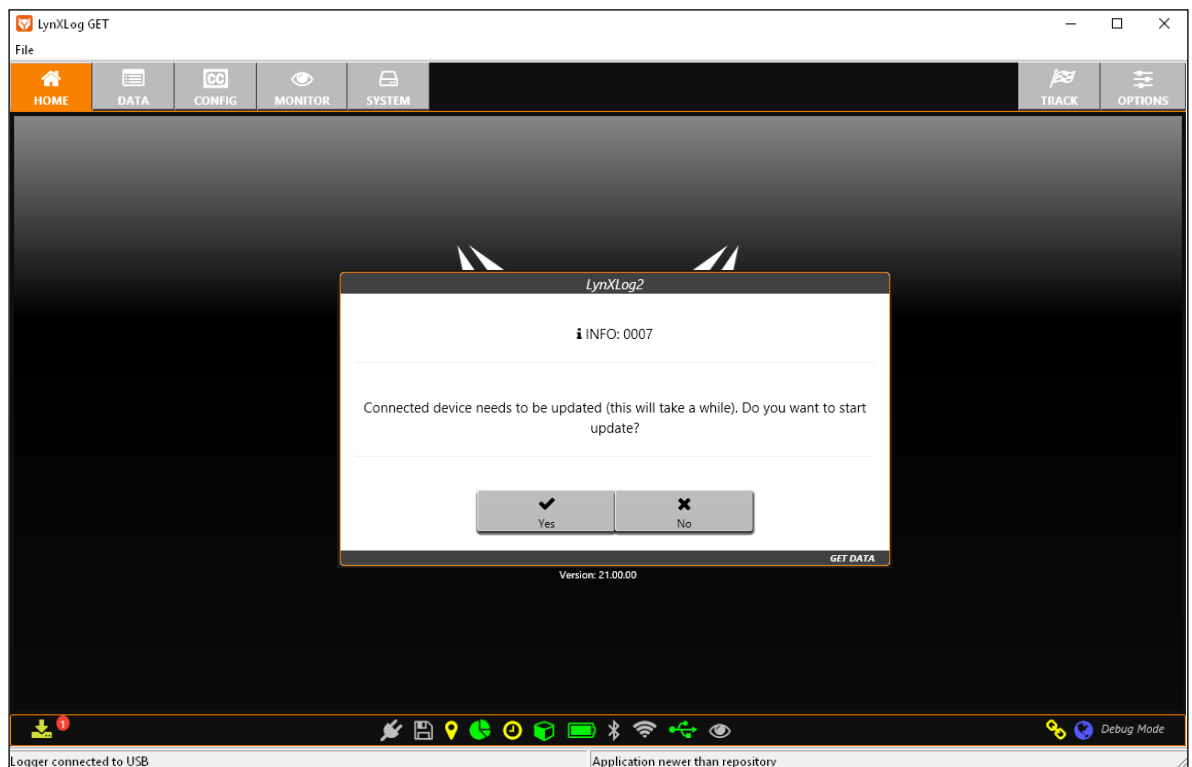 LynXLog GET
File
HOME DATA CONFIG MONITOR SYSTEM TRACK OPTIONS
LynXLog2
INFO: 0007
Connected device needs to be updated (this will take a while). Do you want to start
update?
Yes No
GET DATA
Version: 21.00.00
1 Debug Mode
Logger connected to USB Application newer than repository